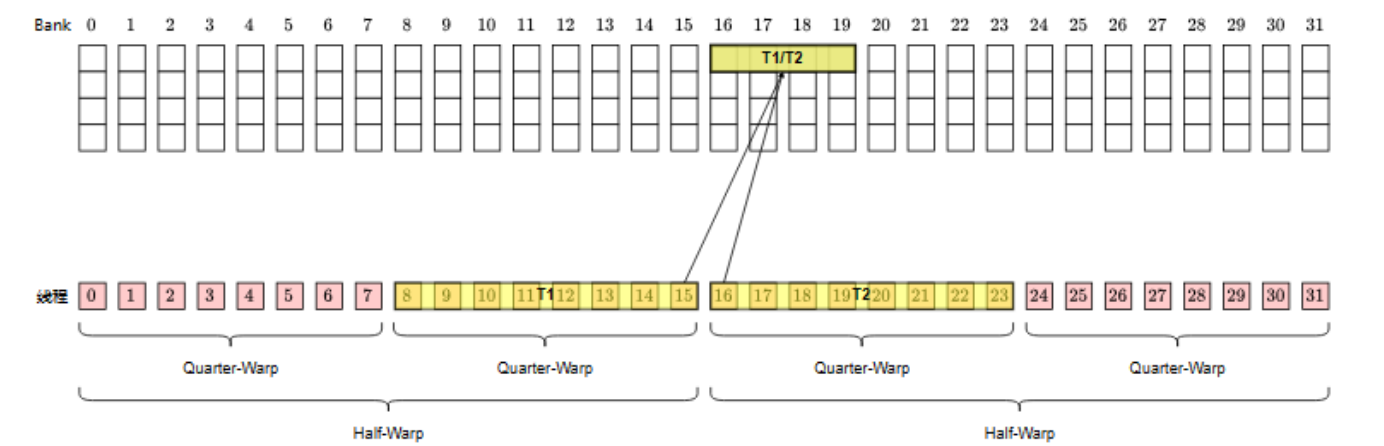 Bank 0 1 2 3 4 5 6 7 8 9 10 11 12 13 14 15 16 17 18 19 20 21 22 23 24 25 26 27 28 29 30 31
T1/T2
线程 0 1 2 3 4 5 6 7 8 9 10 11 T1 12 13 14 15 16 17 18 19 T2 20 21 22 23 24 25 26 27 28 29 30 31
Quarter-Warp Quarter-Warp Quarter-Warp Quarter-Warp
Half-Warp Half-Warp